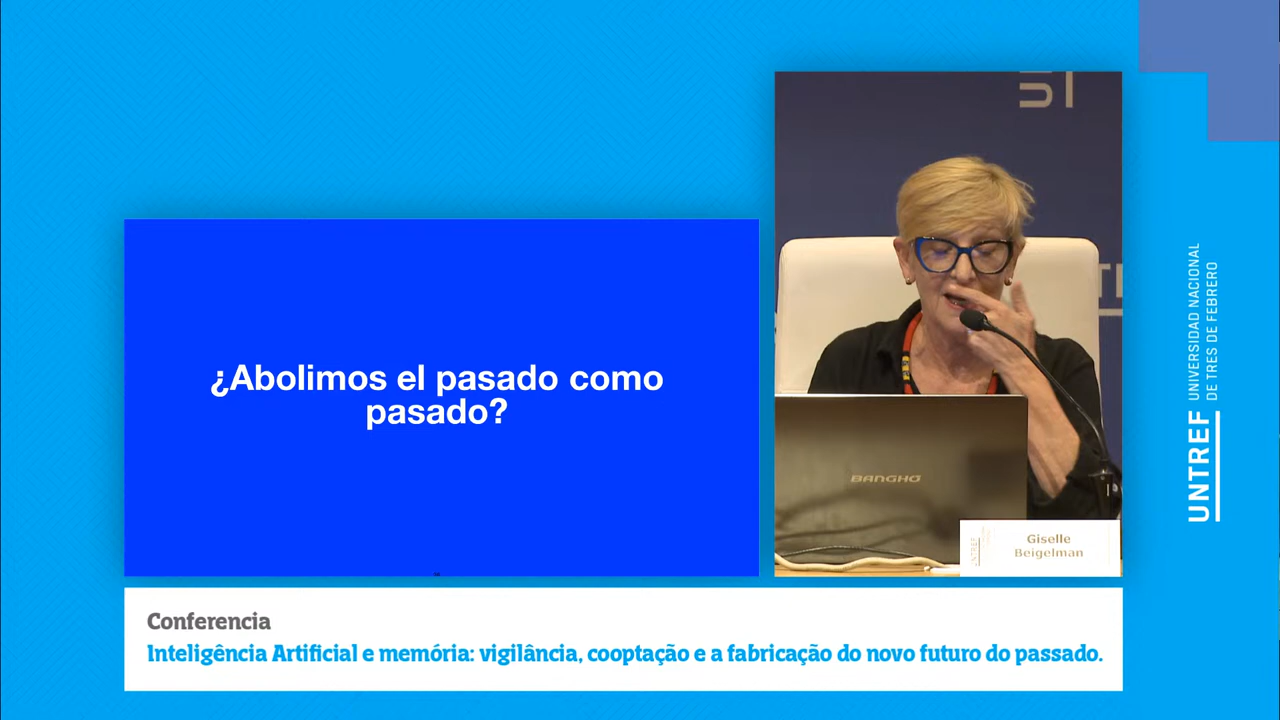 ¿Abolimos el pasado como
pasado?
BANGHO
Giselle
Beigelman
UNTREF
UNIVERSIDAD NACIONAL
DE TRES DE FEBRERO
Conferencia
Inteligência Artificial e memória: vigilância, cooptação e a fabricação do novo futuro do passado.